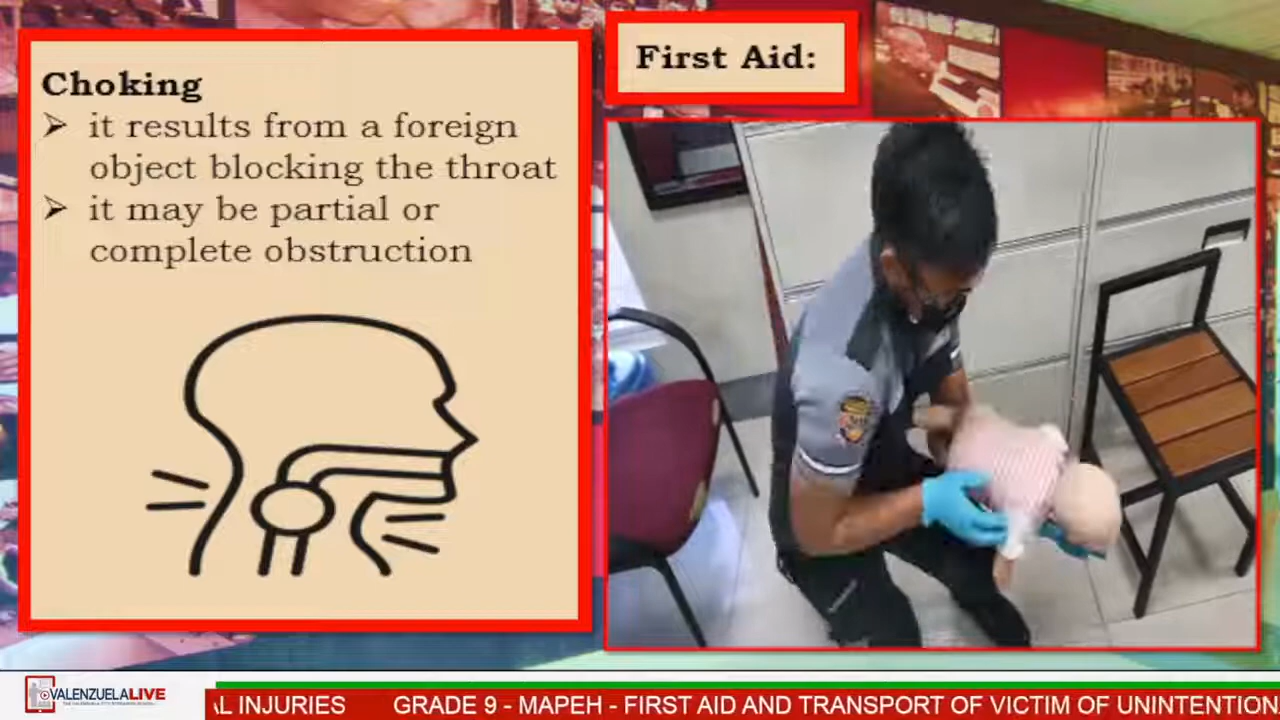 Choking
➢ it results from a foreign
object blocking the throat
➢ it may be partial or
complete obstruction
First Aid:
VALENZUELALIVE
AL INJURIES GRADE 9 - MAPEH - FIRST AID AND TRANSPORT OF VICTIM OF UNINTENTION